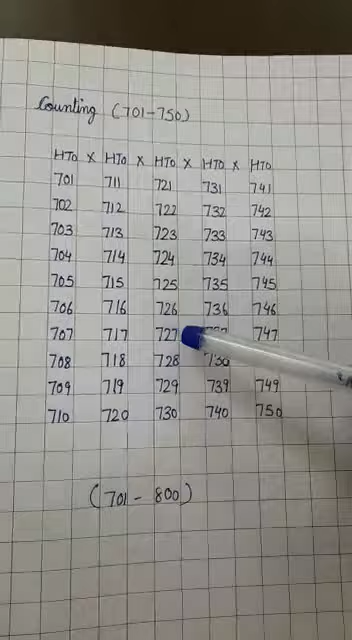 Counting (701-750)
HTO x HTO x HTO x HTO x HTO
701 711 721 731 741
702 712 722 732 742
703 713 723 733 743
704 714 724 734 744
705 715 725 735 745
706 716 726 736 746
707 717 727 747
708 718 728
709 719 729 739 749
710 720 730 740 750
(701 - 800)